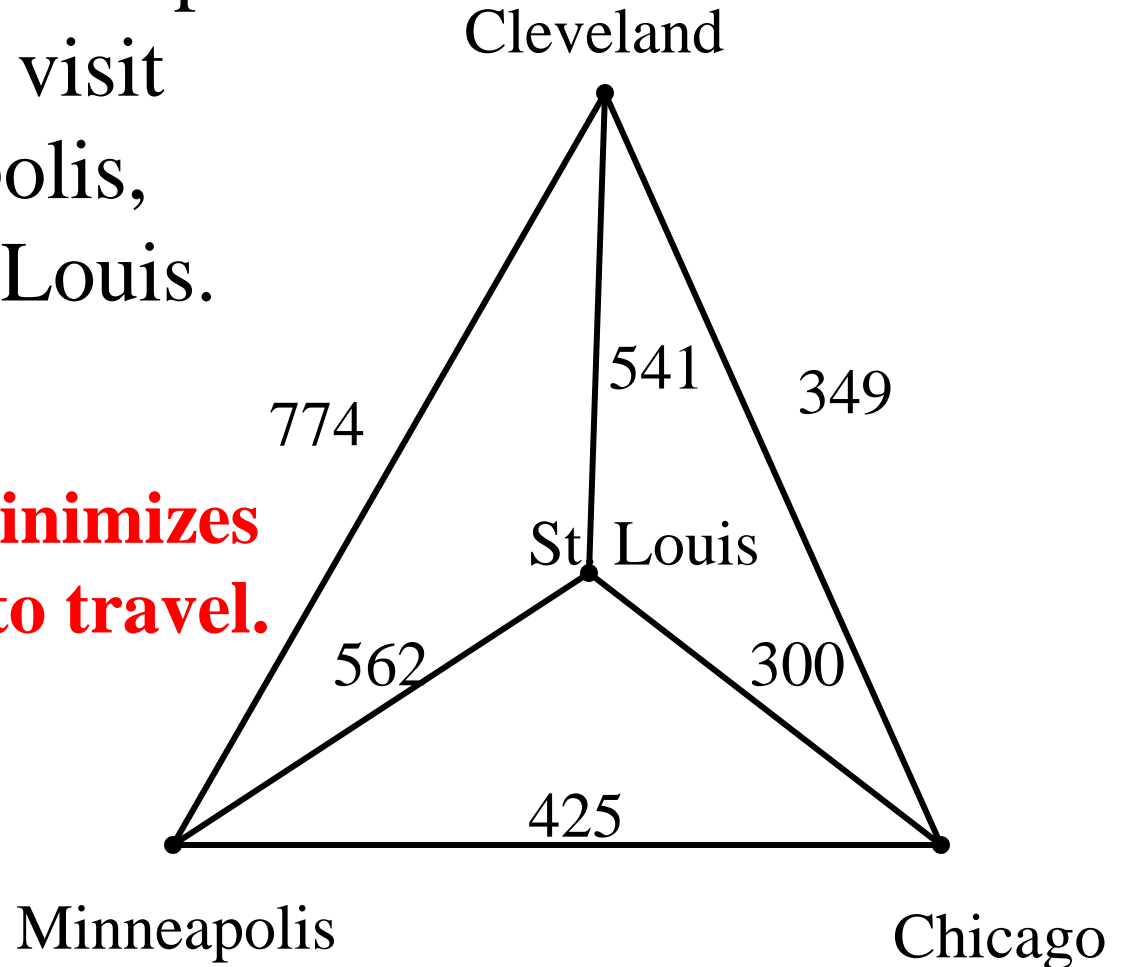 Cleveland
visit
olis,
Louis.
541
349
774
inimizes
St. Louis
to travel.
562
300
425
Minneapolis
Chicago